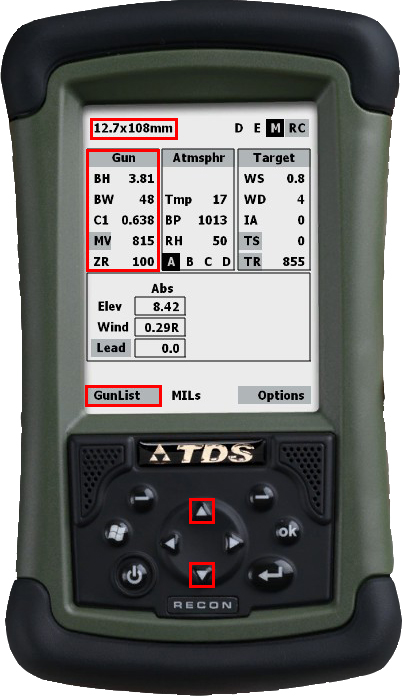 12.7x108mm D E M RC
Gun Atmsphr Target
BH 3.81 WS 0.8
BW 48 Tmp 17 WD 4
C1 0.638 BP 1013 IA 0
MV 815 RH 50 TS 0
ZR 100 A B C D TR 855
Abs
Elev 8.42
Wind 0.29R
Lead 0.0
GunList MILs Options
TDS
ok
RECON